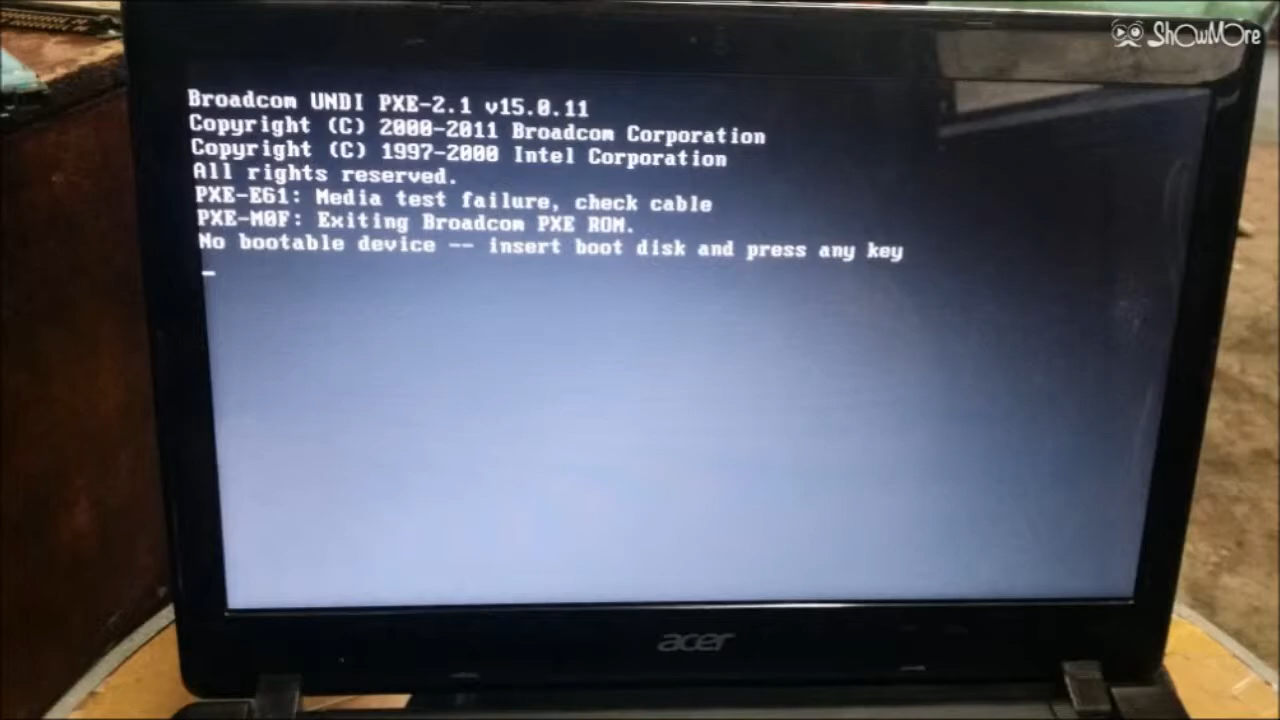 ShowMore
Broadcom UNDI PXE-2.1 v15.0.11
Copyright (C) 2000-2011 Broadcom Corporation
Copyright (C) 1997-2000 Intel Corporation
All rights reserved.
PXE-E61: Media test failure, check cable
PXE-M0F: Exiting Broadcom PXE ROM.
No bootable device -- insert boot disk and press any key
_
acer